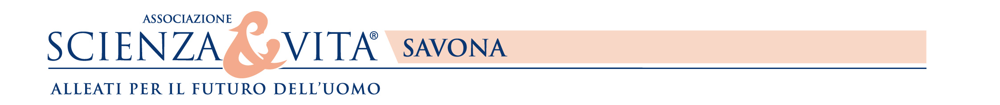 ASSOCIAZIONE
SCIENZA & VITA® SAVONA
ALLEATI PER IL FUTURO DELL'UOMO